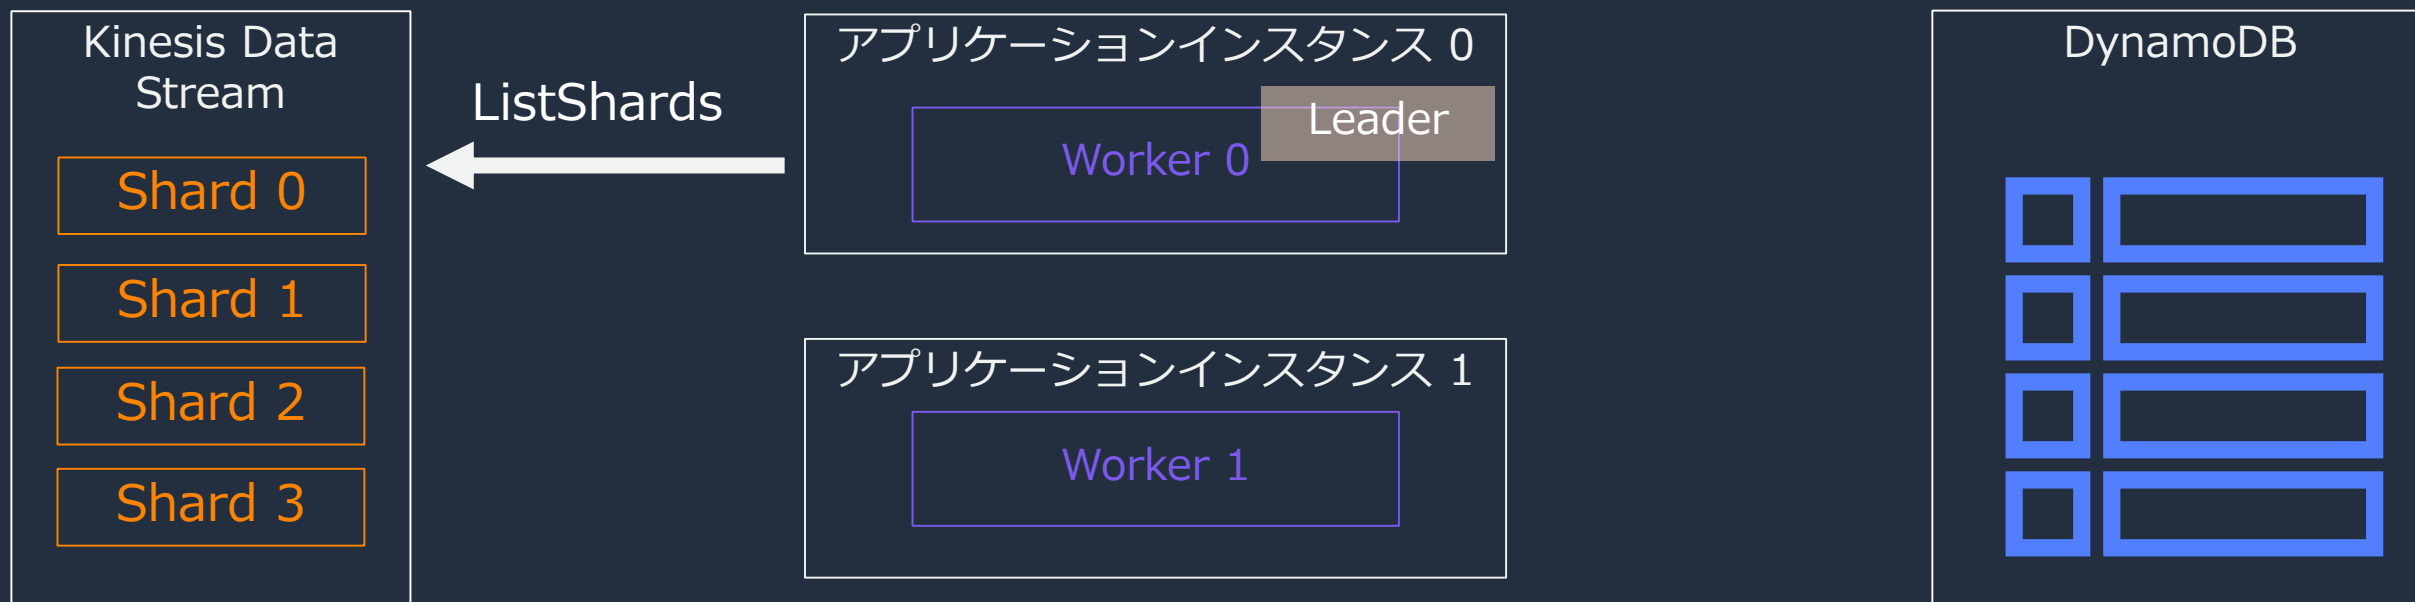 Kinesis Data
Stream
Shard 0
Shard 1
Shard 2
Shard 3
ListShards
アプリケーションインスタンス 0
Leader
Worker 0
アプリケーションインスタンス 1
Worker 1
DynamoDB